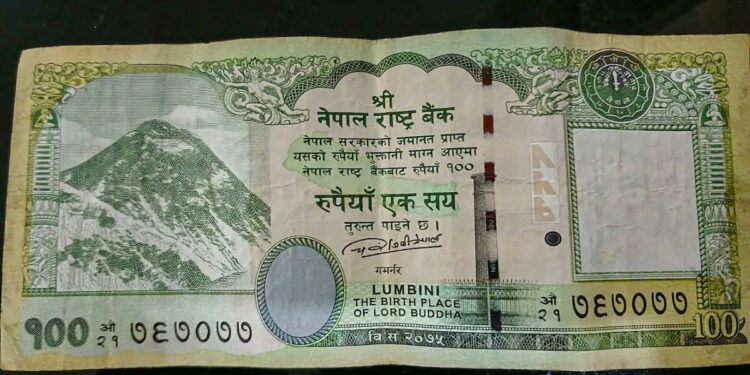 श्री
नेपाल राष्ट्र बैंक
नेपाल सरकारको जमानत प्राप्त
यसको रुपैयाँ भुक्तानी माग्न आएमा
नेपाल राष्ट्र बैंकबाट रुपैयाँ १००
रुपैयाँ एक सय
तुरुन्त पाइने छ।
गभर्नर
LUMBINI
THE BIRTH PLACE
OF LORD BUDDHA
१०० औ २१ ७६७०७७
औ २१ ७६७०७७
100
वि सं २०७५